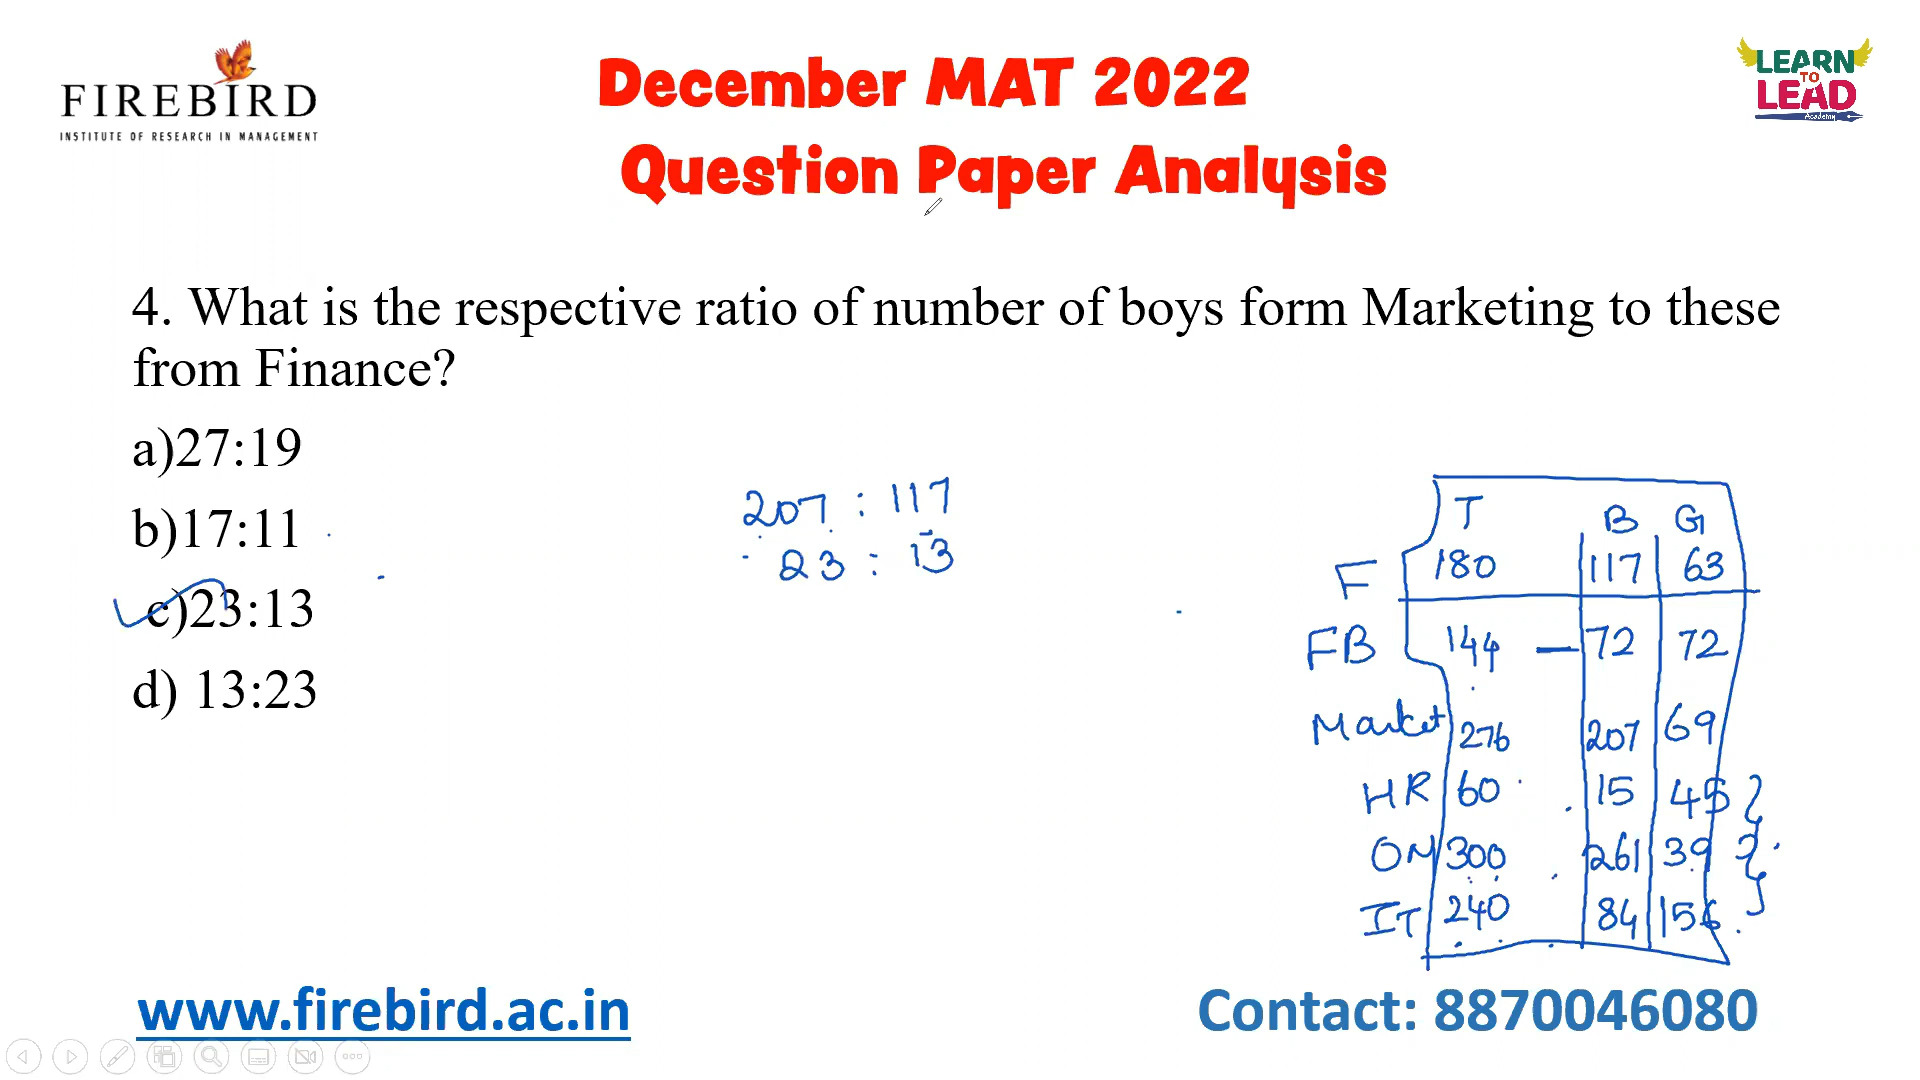 FIREBIRD
INSTITUTE OF RESEARCH IN MANAGEMENT
December MAT 2022
Question Paper Analysis
LEARN
TO
LEAD
Academy
4. What is the respective ratio of number of boys form Marketing to these
from Finance?
a)27:19
b)17:11
c)23:13
d) 13:23
207 : 117
23 : 13
T B G
F 180 117 63
FB 144 — 72 72
Market 276 207 69
HR 60 15 45
OM 300 261 39
IT 240 84 156
www.firebird.ac.in
Contact: 8870046080